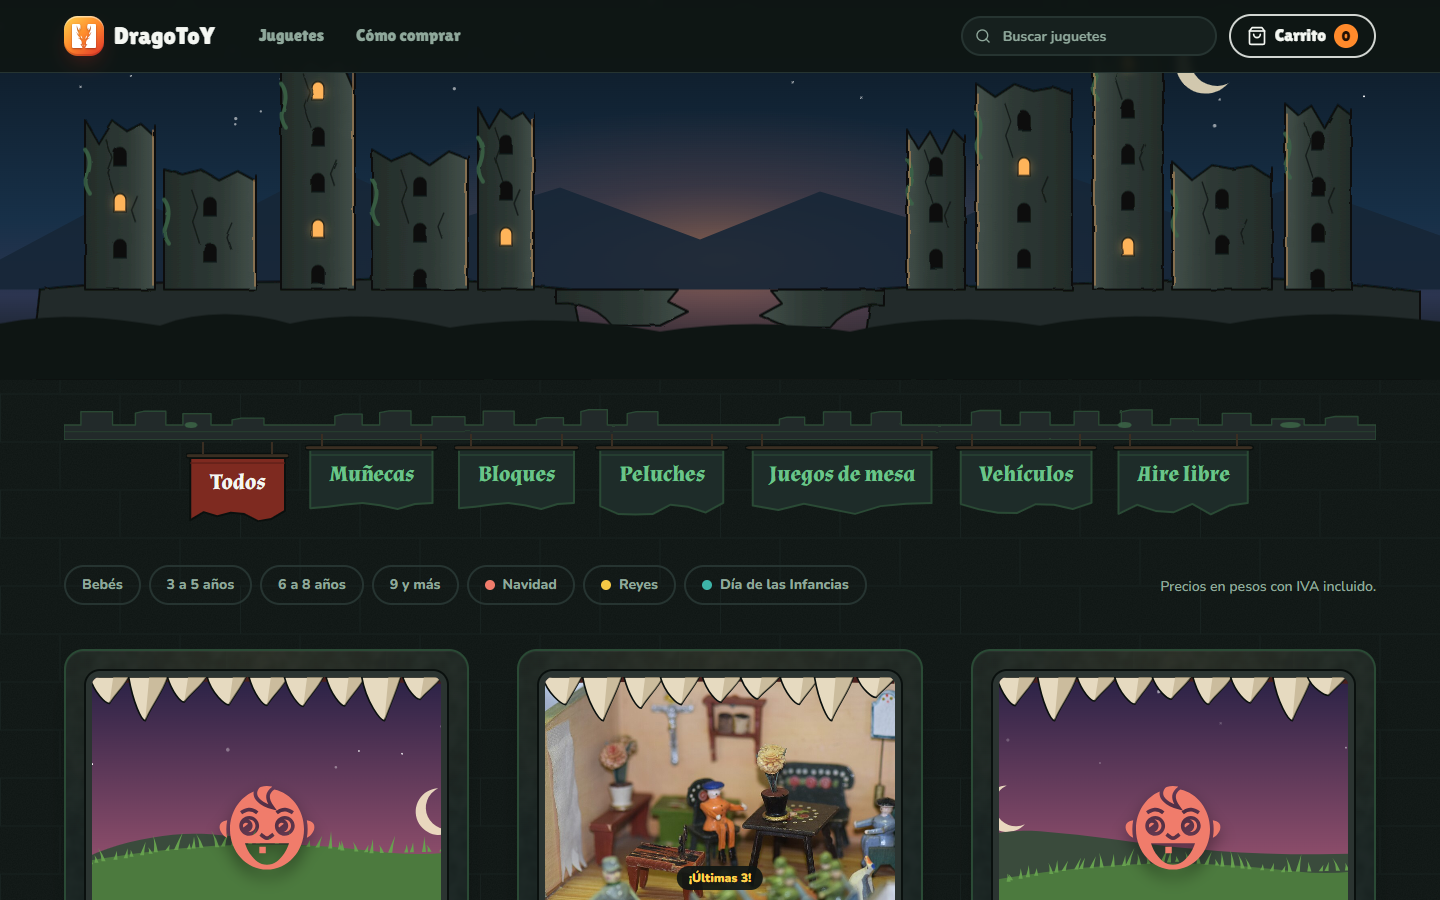 DragoToY
Juguetes
Cómo comprar
Buscar juguetes
Carrito 0
Todos
Muñecas
Bloques
Peluches
Juegos de mesa
Vehículos
Aire libre
Bebés
3 a 5 años
6 a 8 años
9 y más
Navidad
Reyes
Día de las Infancias
Precios en pesos con IVA incluido.
¡Últimas 3!